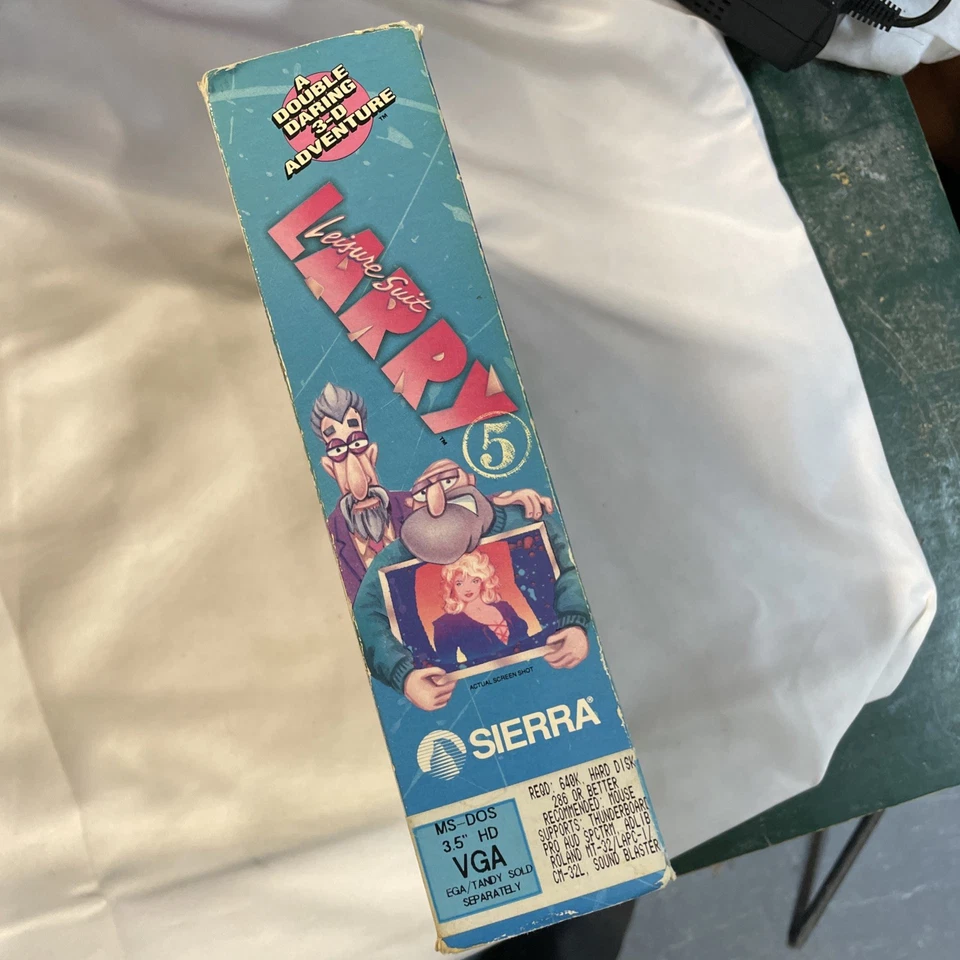 A
DOUBLE
DARING
3-D
ADVENTURE™
Leisure Suit
LARRY™
5
ACTUAL SCREEN SHOT
SIERRA®
MS-DOS
3.5" HD
VGA
EGA/TANDY SOLD
SEPARATELY
REQD: 640K, HARD DISK
286 OR BETTER
RECOMMENDED: MOUSE
SUPPORTS: THUNDERBOARD
PRO AUD SPCTRM, ADLIB
ROLAND MT-32/LAPC-1/
CM-32L, SOUND BLASTER